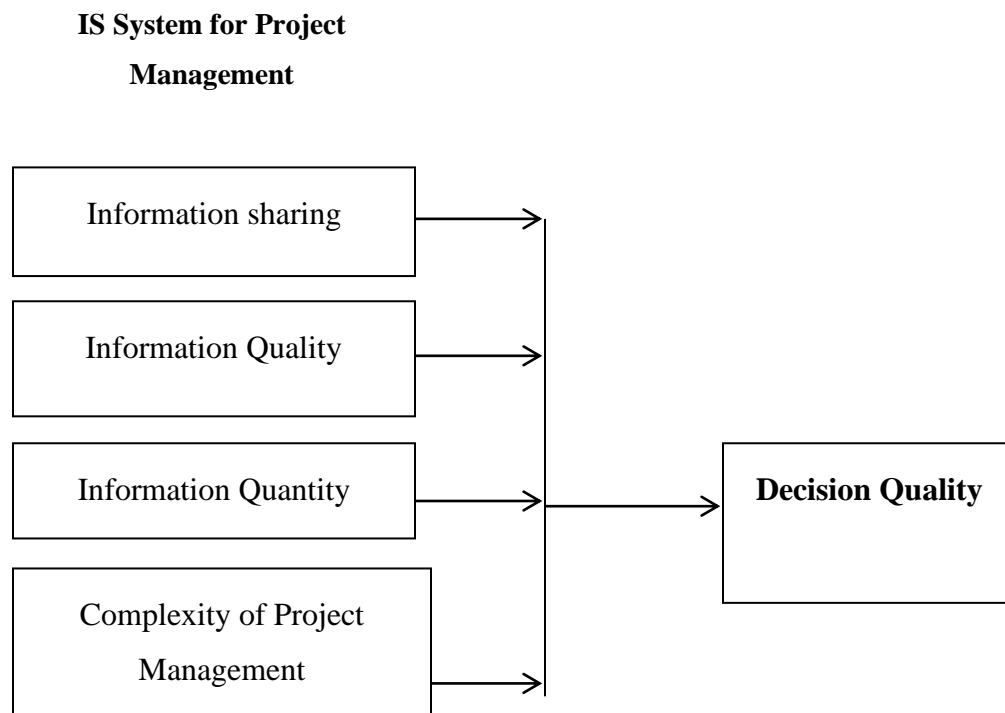 IS System for Project
Management
Information sharing
Information Quality
Information Quantity
Decision Quality
Complexity of Project
Management